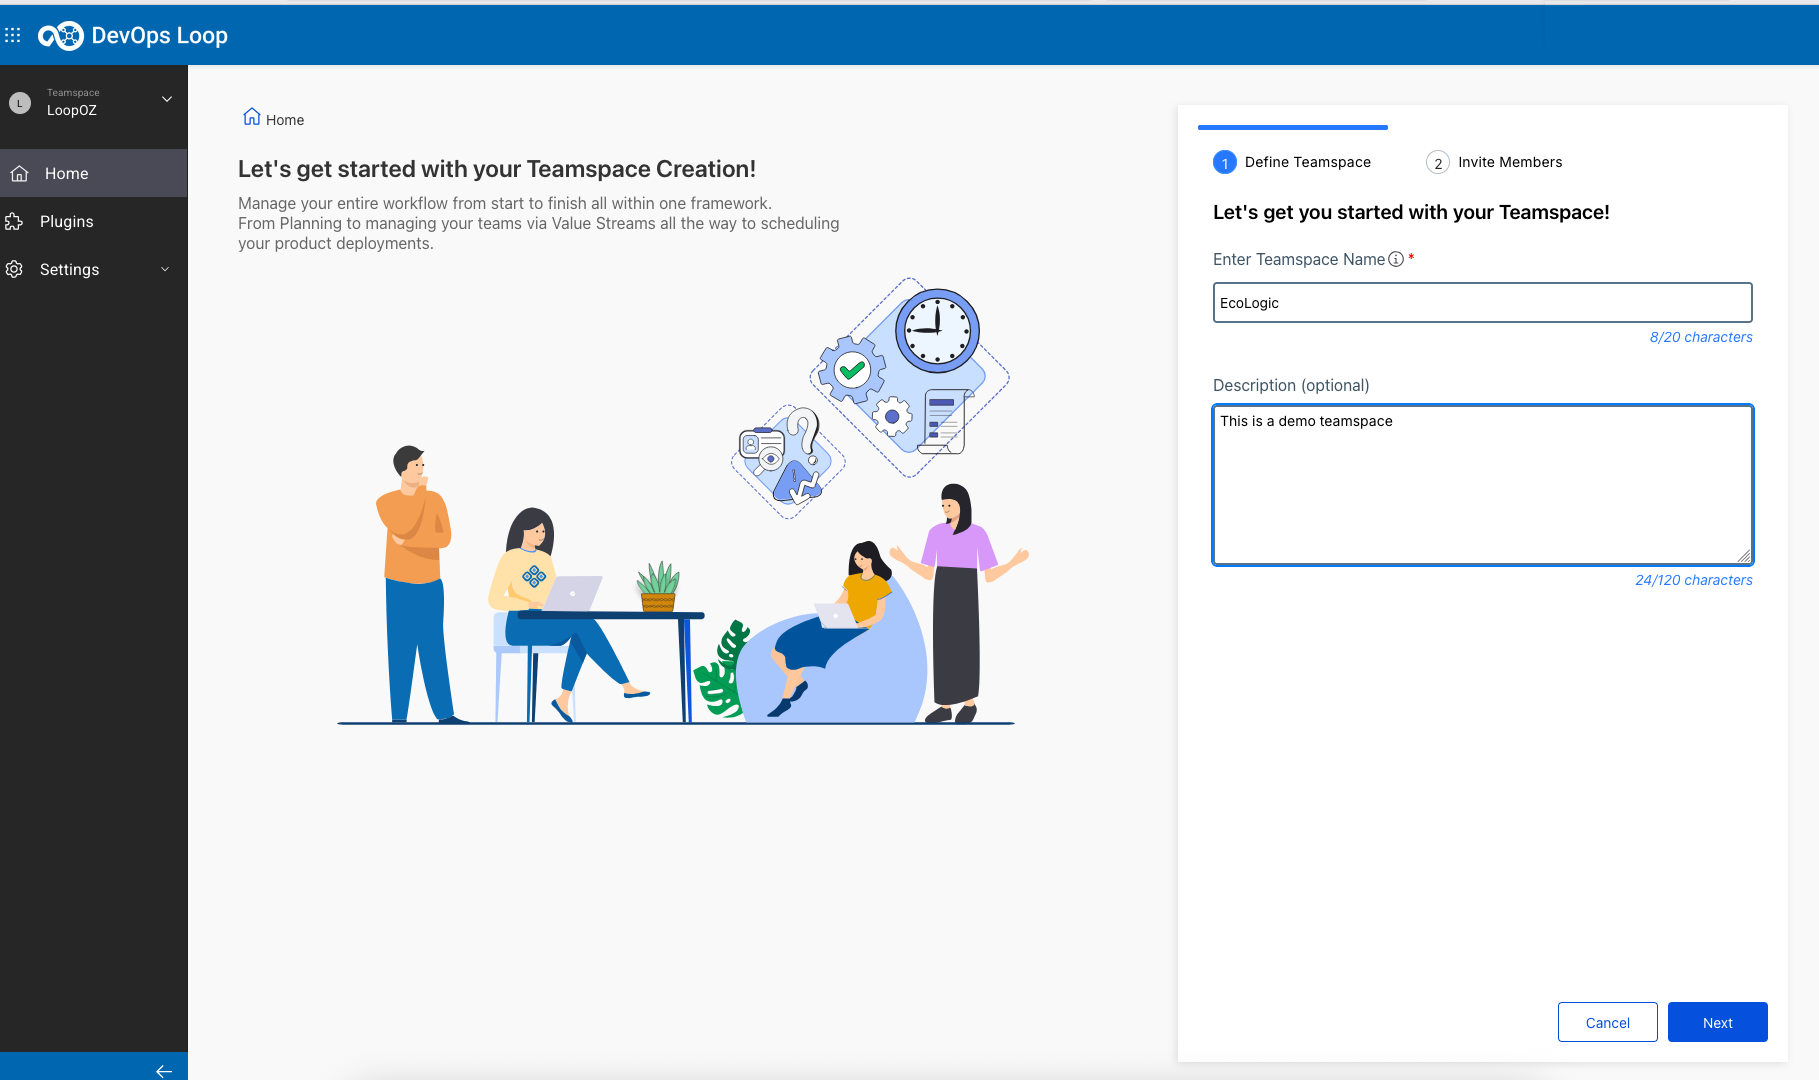 DevOps Loop
L
Teamspace
LoopOZ
Home
Plugins
Settings
Home
Let's get started with your Teamspace Creation!
Manage your entire workflow from start to finish all within one framework.
From Planning to managing your teams via Value Streams all the way to scheduling
your product deployments.
1 Define Teamspace
2 Invite Members
Let's get you started with your Teamspace!
Enter Teamspace Name *
EcoLogic
8/20 characters
Description (optional)
This is a demo teamspace
24/120 characters
Cancel
Next